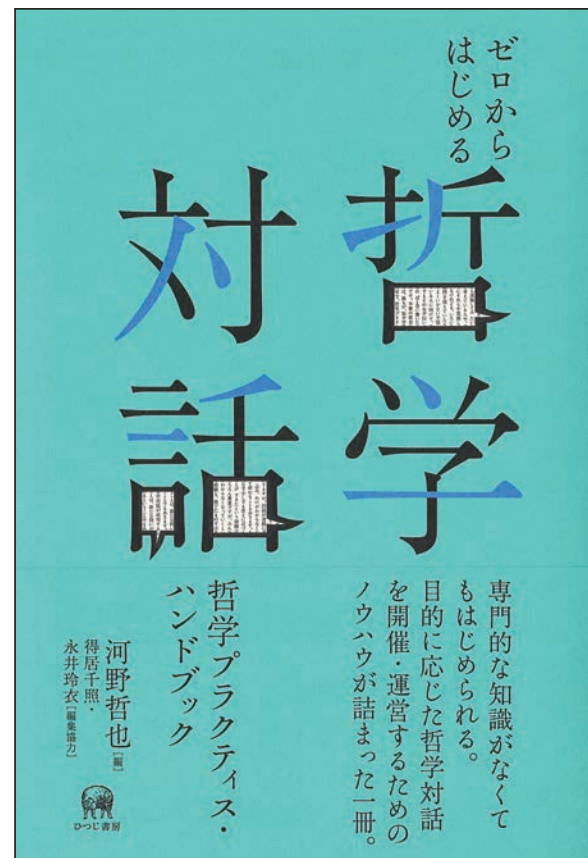 ゼロから
はじめる
哲学
対話
専門的な知識がなくて
もはじめられる。
目的に応じた哲学対話
を開催・運営するための
ノウハウが詰まった一冊。
哲学プラクティス・
ハンドブック
河野哲也[編]
得居千照・
永井玲衣[編集協力]
ひつじ書房